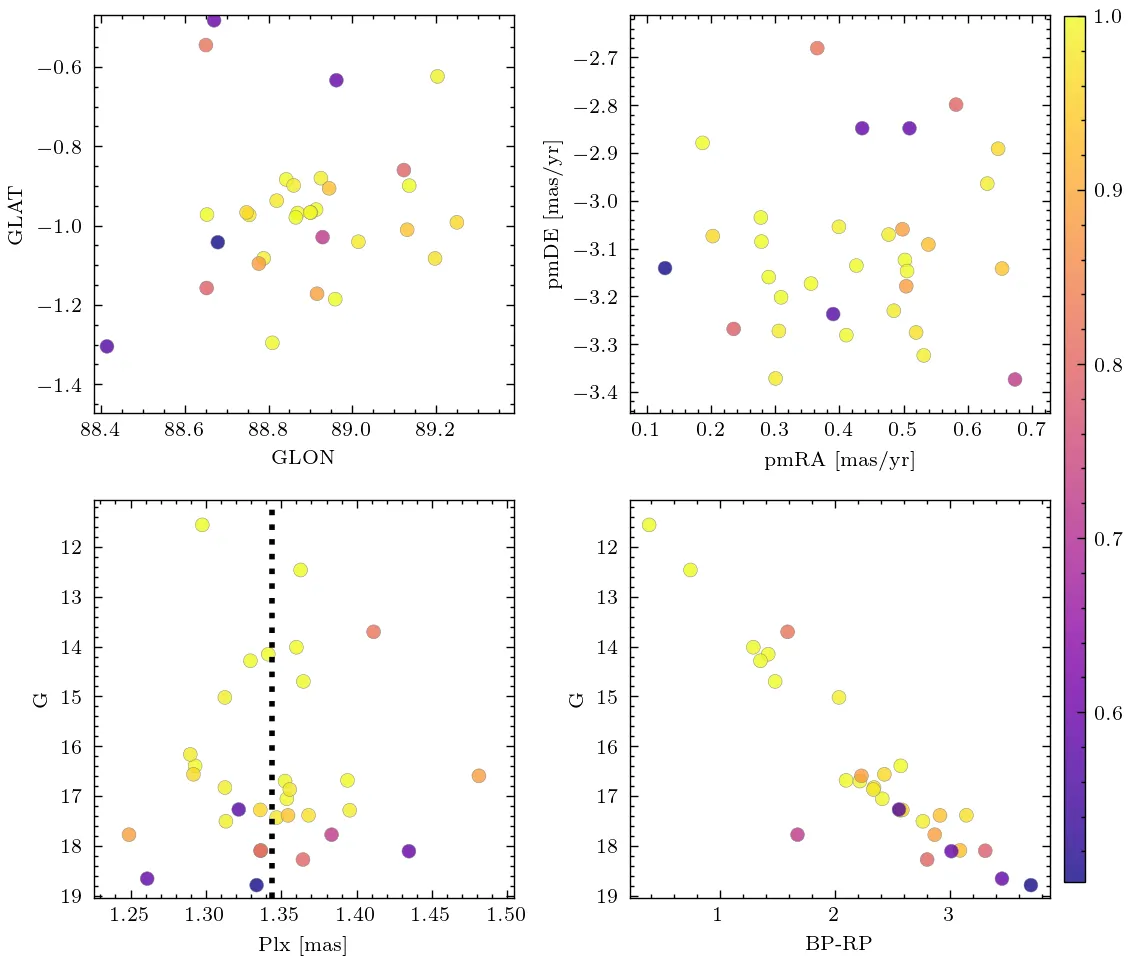 −0.6
−0.8
−1.0
−1.2
−1.4
GLAT
88.4 88.6 88.8 89.0 89.2
GLON
−2.7
−2.8
−2.9
−3.0
−3.1
−3.2
−3.3
−3.4
pmDE [mas/yr]
0.1 0.2 0.3 0.4 0.5 0.6 0.7
pmRA [mas/yr]
12
13
14
15
16
17
18
19
G
1.25 1.30 1.35 1.40 1.45 1.50
Plx [mas]
12
13
14
15
16
17
18
19
G
1 2 3
BP-RP
1.0
0.9
0.8
0.7
0.6